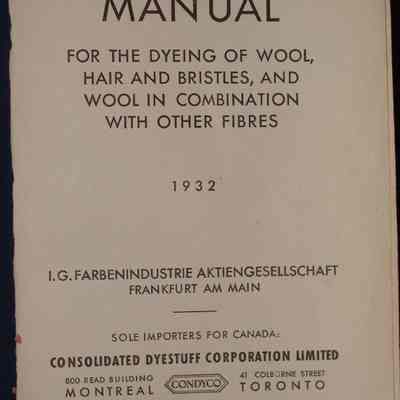 MANUAL
FOR THE DYEING OF WOOL,
HAIR AND BRISTLES, AND
WOOL IN COMBINATION
WITH OTHER FIBRES
1932
I.G. FARBENINDUSTRIE AKTIENGESELLSCHAFT
FRANKFURT AM MAIN
SOLE IMPORTERS FOR CANADA:
CONSOLIDATED DYESTUFF CORPORATION LIMITED
800 READ BUILDING
MONTREAL
CONDYCO
41 COLBORNE STREET
TORONTO